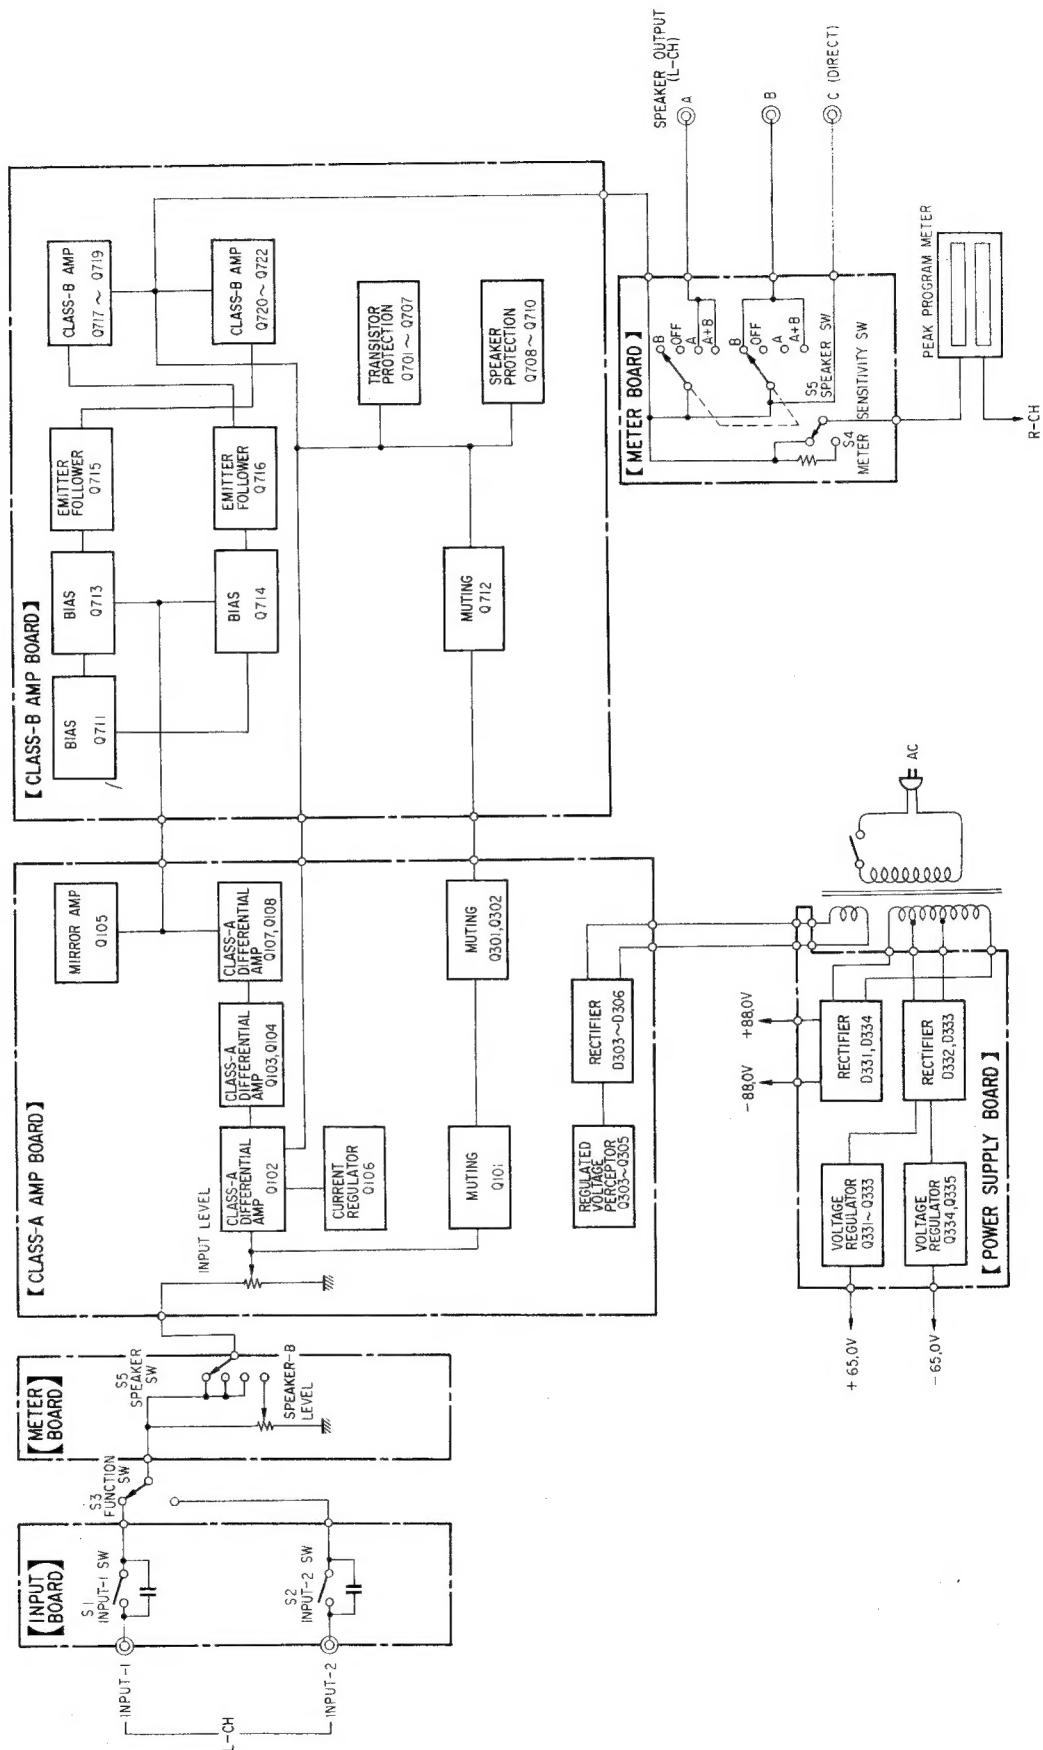 L-CH
INPUT-1
INPUT-2
【INPUT
BOARD】
S1
INPUT-1 SW
S2
INPUT-2 SW
S3
FUNCTION
SW
【METER
BOARD】
S5
SPEAKER
SW
SPEAKER-B
LEVEL
【CLASS-A AMP BOARD】
INPUT LEVEL
MIRROR AMP
Q105
CLASS-A
DIFFERENTIAL
AMP
Q102
CLASS-A
DIFFERENTIAL
AMP
Q103,Q104
CLASS-A
DIFFERENTIAL
AMP
Q107,Q108
CURRENT
REGULATOR
Q106
MUTING
Q101
MUTING
Q301,Q302
REGULATED
VOLTAGE
PERCEPTOR
Q303~Q305
RECTIFIER
D303~D306
【CLASS-B AMP BOARD】
BIAS
Q711
BIAS
Q713
EMITTER
FOLLOWER
Q715
CLASS-B AMP
Q717~Q719
BIAS
Q714
EMITTER
FOLLOWER
Q716
CLASS-B AMP
Q720~Q722
TRANSISTOR
PROTECTION
Q701~Q707
SPEAKER
PROTECTION
Q708~Q710
MUTING
Q712
【METER BOARD】
B
OFF
A
A+B
B
OFF
A
A+B
S5
SPEAKER SW
S4
METER SENSITIVITY SW
SPEAKER OUTPUT
(L-CH)
A
B
C (DIRECT)
PEAK PROGRAM METER
R-CH
+65.0V
-65.0V
VOLTAGE
REGULATOR
Q331~Q333
VOLTAGE
REGULATOR
Q334,Q335
-88.0V
+88.0V
RECTIFIER
D331,D334
RECTIFIER
D332,D333
【POWER SUPPLY BOARD】
AC